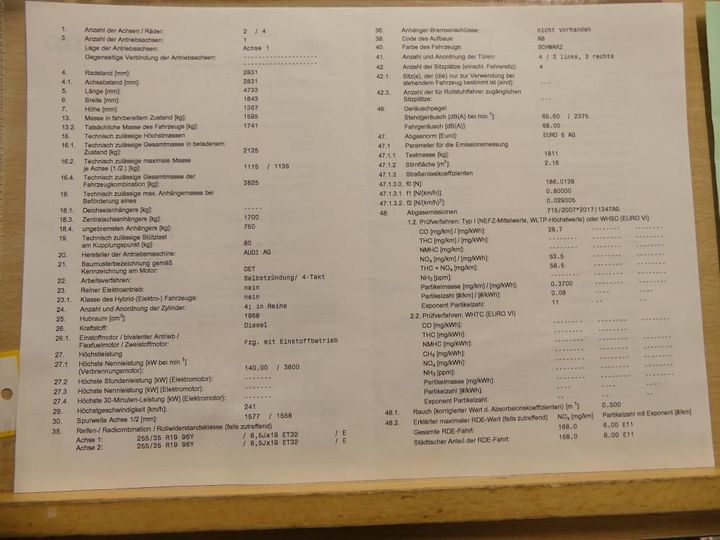 1. Anzahl der Achsen / Räder: 2 / 4
3. Anzahl der Antriebsachsen: 1
Lage der Antriebsachsen: Achse 1
Gegenseitige Verbindung der Antriebsachsen: --------------------
--------------------
4. Radstand [mm]: 2831
4.1. Achsabstand [mm]: 2831
5. Länge [mm]: 4733
6. Breite [mm]: 1843
7. Höhe [mm]: 1367
13. Masse in fahrbereitem Zustand [kg]: 1595
13.2. Tatsächliche Masse des Fahrzeugs [kg]: 1741
16. Technisch zulässige Höchstmassen
16.1. Technisch zulässige Gesamtmasse in beladenem
Zustand [kg]: 2125
16.2. Technisch zulässige maximale Masse
je Achse (1./2.) [kg]: 1115 / 1135
16.4. Technisch zulässige Gesamtmasse der
Fahrzeugkombination [kg]: 3825
18. Technisch zulässige max. Anhängemasse bei
Beförderung eines
18.1. Deichselanhängers [kg]: -----
18.3. Zentralachsanhängers [kg]: 1700
18.4. ungebremsten Anhängers [kg]: 750
19. Technisch zulässige Stützlast
am Kupplungspunkt [kg]: 80
20. Hersteller der Antriebsmaschine: AUDI AG
21. Baumusterbezeichnung gemäß
Kennzeichnung am Motor: DET
22. Arbeitsverfahren: Selbstzündung/ 4-Takt
23. Reiner Elektroantrieb: nein
23.1. Klasse des Hybrid-(Elektro-) Fahrzeugs: nein
24. Anzahl und Anordnung der Zylinder: 4; in Reihe
25. Hubraum [cm³]: 1968
26. Kraftstoff: Diesel
26.1. Einstoffmotor / bivalenter Antrieb /
Flexfuelmotor / Zweistoffmotor: Fzg. mit Einstoffbetrieb
27. Höchstleistung
27.1 Höchste Nennleistung [kW bei min⁻¹]
(Verbrennungsmotor): 140.00 / 3800
27.2 Höchste Stundenleistung [kW] (Elektromotor): -------
27.3 Höchste Nennleistung [kW] (Elektromotor): -------
27.4 Höchste 30-Minuten-Leistung [kW] (Elektromotor): -------
29. Höchstgeschwindigkeit [km/h]: 241
30. Spurweite Achse 1/2 [mm]: 1577 / 1558
35. Reifen-/ Radkombination / Rollwiderstandsklasse (falls zutreffend)
Achse 1: 255/35 R19 96Y / 8,5Jx19 ET32 / E
Achse 2: 255/35 R19 96Y / 8,5Jx19 ET32 / E
36. Anhänger-Bremsanschlüsse: nicht vorhanden
38. Code des Aufbaus: AB
40. Farbe des Fahrzeugs: SCHWARZ
41. Anzahl und Anordnung der Türen: 4 / 2 links, 2 rechts
42. Anzahl der Sitzplätze (einschl. Fahrersitz): 4
42.1. Sitz(e), der (die) nur zur Verwendung bei
stehendem Fahrzeug bestimmt ist (sind): ---
42.3. Anzahl der für Rollstuhlfahrer zugänglichen
Sitzplätze: ---
46. Geräuschpegel
Standgeräusch [dB(A) bei min⁻¹]: 65.60 / 2375
Fahrgeräusch [dB(A)]: 68.00
47. Abgasnorm [Euro]: EURO 6 AG
47.1 Parameter für die Emissionsmessung
47.1.1 Testmasse [kg]: 1811
47.1.2 Stirnfläche [m²]: 2.16
47.1.3 Straßenlastkoeffizienten
47.1.3.0. f0 [N]: 186.0138
47.1.3.1. f1 [N/(km/h)]: 0.80000
47.1.3.2. f2 [N/(km/h)²]: 0.029305
48. Abgasemissionen 715/2007*2017/1347AG
1.2. Prüfverfahren: Typ I (NEFZ-Mittelwerte, WLTP-Höchstwerte) oder WHSC (EURO VI)
CO [mg/km] / [mg/kWh]: 28.7 -------- --------
THC [mg/km] / [mg/kWh]: -------- -------- --------
NMHC [mg/km]: -------- -------- --------
NOₓ [mg/km] / [mg/kWh]: 53.5 -------- --------
THC + NOₓ [mg/km]: 58.5 -------- --------
NH₃ [ppm]: -------- -------- --------
Partikelmasse [mg/km] / [mg/kWh]: 0.3700 -------- --------
Partikelzahl [#/km] / [#/kWh]: 0.08 ---- ----
Exponent Partikelzahl: 11 -- --
2.2. Prüfverfahren: WHTC (EURO VI)
CO [mg/kWh]: -------- -------- --------
THC [mg/kWh]: -------- -------- --------
NMHC [mg/kWh]: -------- -------- --------
CH₄ [mg/kWh]: -------- -------- --------
NOₓ [mg/kWh]: -------- -------- --------
NH₃ [ppm]: -------- -------- --------
Partikelmasse [mg/kWh]: -------- -------- --------
Partikelzahl [#/kWh]: ---- ---- ----
Exponent Partikelzahl: -- -- --
48.1. Rauch (korrigierter Wert d. Absorbsionskoeffizienten) [m⁻¹]: 0.500
48.2. Erklärter maximaler RDE-Wert (falls zutreffend) NOₓ [mg/km] Partikelzahl mit Exponent [#/km]
Gesamte RDE-Fahrt: 168.0 6.00 E11
Städtischer Anteil der RDE-Fahrt: 168.0 6.00 E11